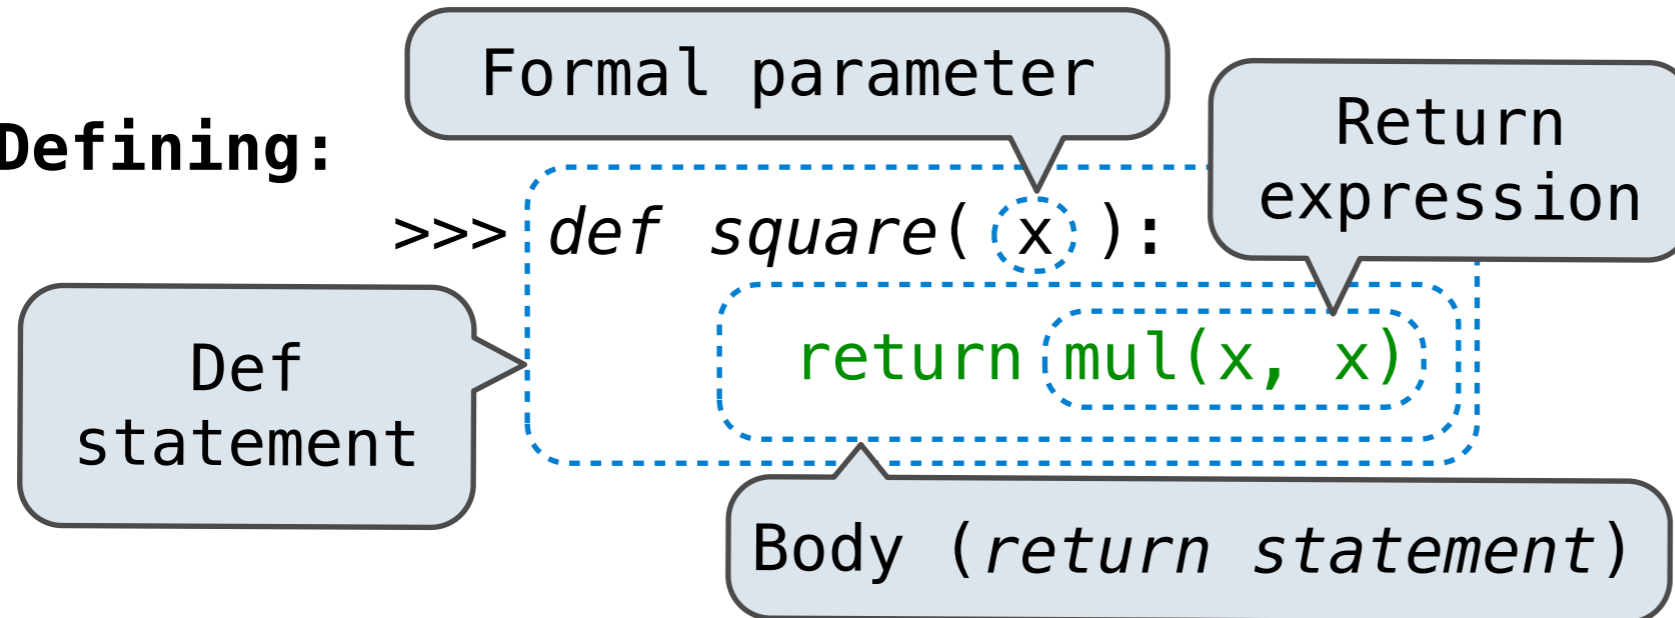 Formal parameter
Return
expression
Defining:
>>> def square( x ):
return mul(x, x)
Def
statement
Body (return statement)